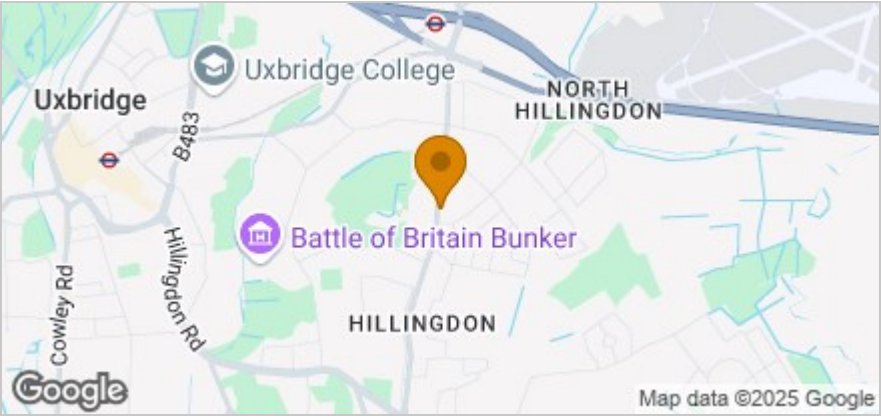 Uxbridge College
Uxbridge
NORTH
HILLINGDON
B483
Battle of Britain Bunker
Hillingdon Rd
Cowley Rd
HILLINGDON
Google
Map data ©2025 Google